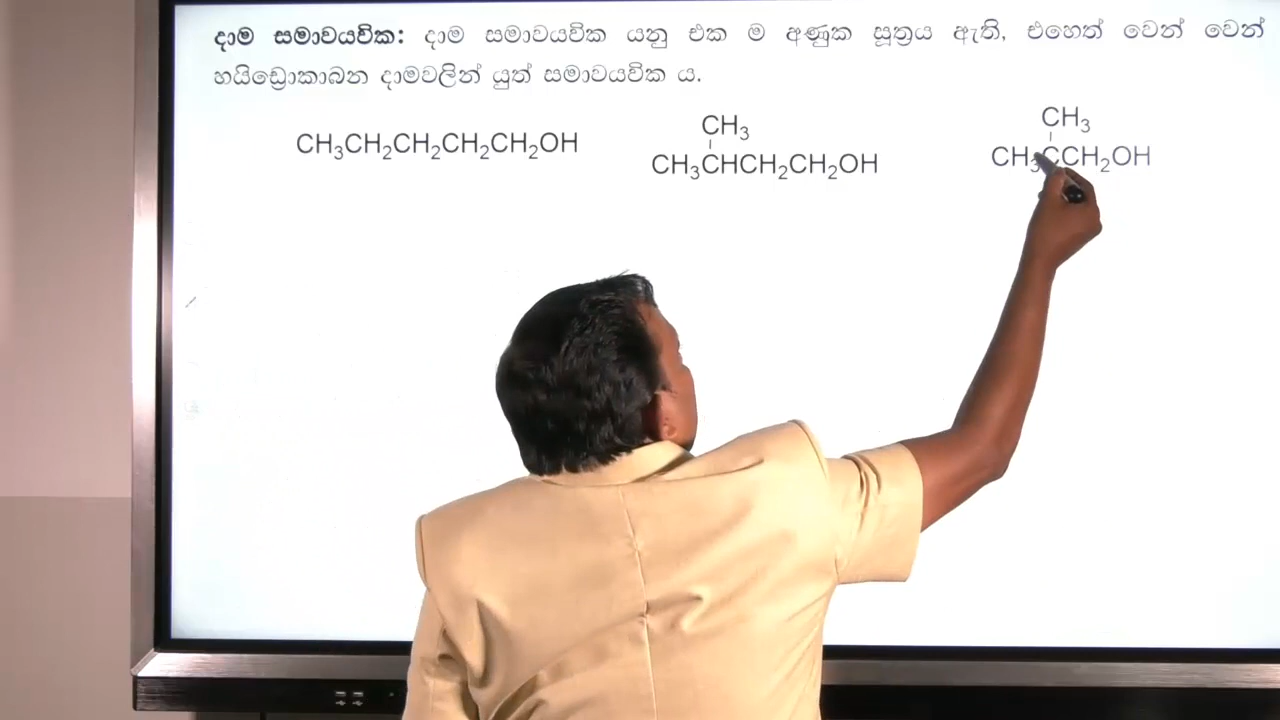 දාම සමාවයවික: දාම සමාවයවික යනු එක ම අණුක සූත්‍රය ඇති, එහෙත් වෙන් වෙන්
හයිඩ්‍රොකාබන දාමවලින් යුත් සමාවයවික ය.
CH₃CH₂CH₂CH₂CH₂OH
CH₃
CH₃CHCH₂CH₂OH
CH₃
CH₃CCH₂OH